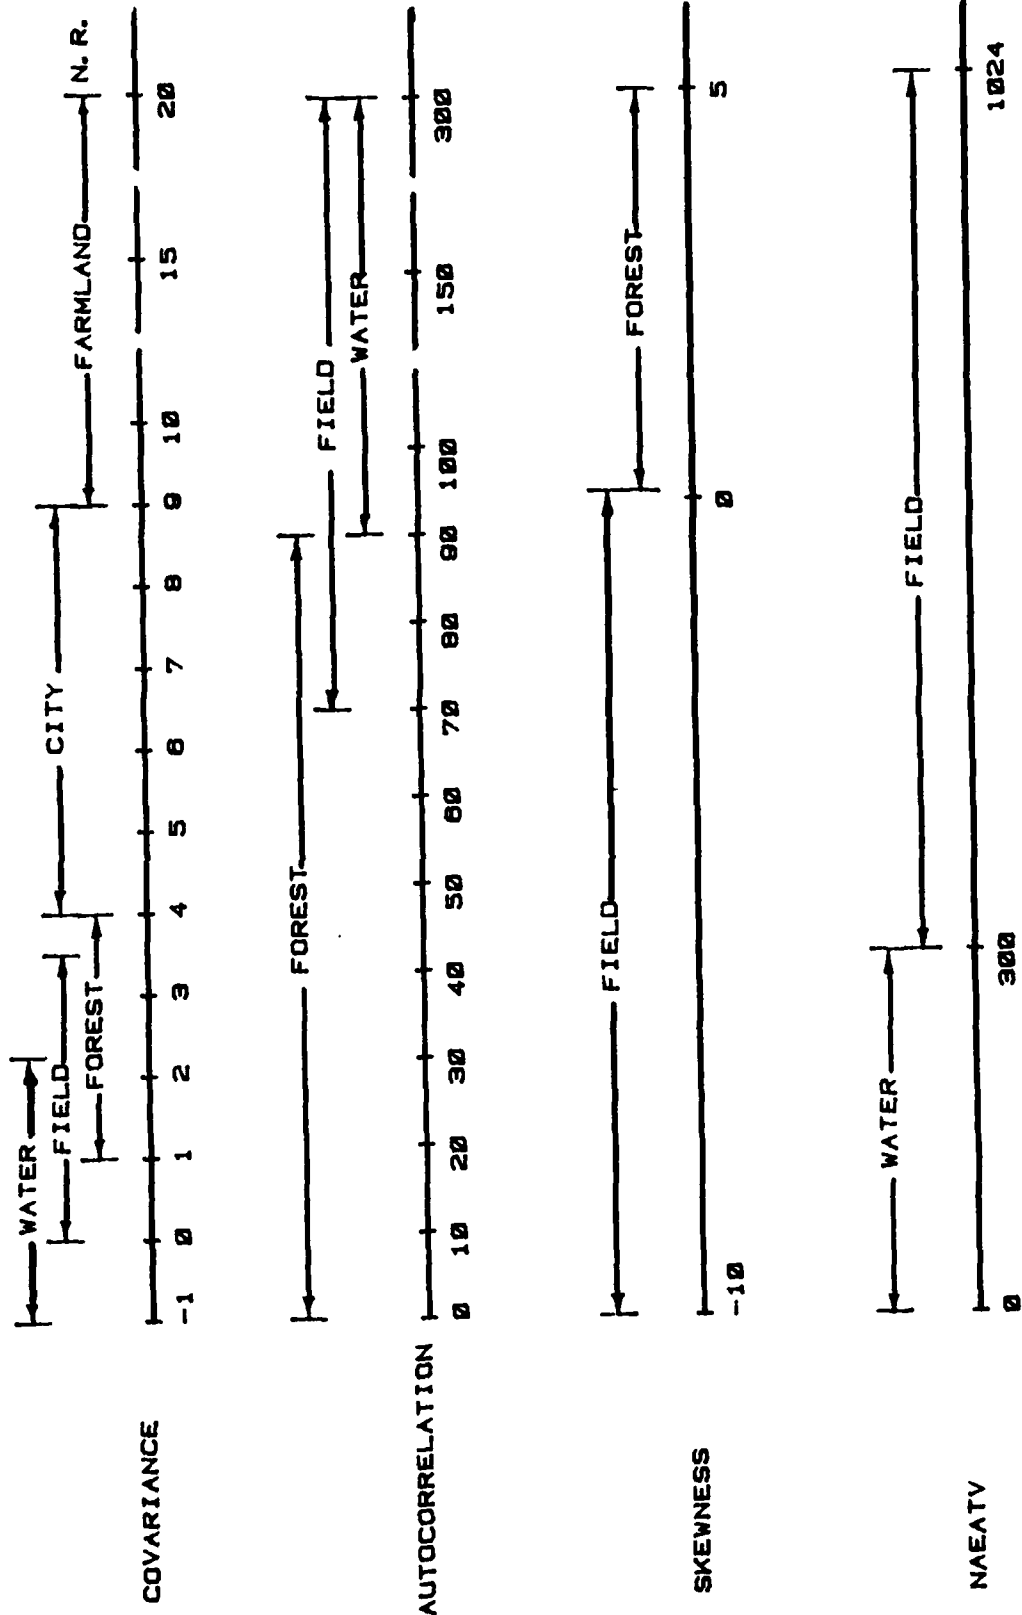 WATER
FIELD
FOREST
CITY
FARMLAND
N. R.
COVARIANCE
-1 0 1 2 3 4 5 6 7 8 9 10 15 20
FOREST
FIELD
WATER
AUTOCORRELATION
0 10 20 30 40 50 60 70 80 90 100 150 300
FIELD
FOREST
SKEWNESS
-10 0 5
WATER
FIELD
NAEATV
0 300 1024